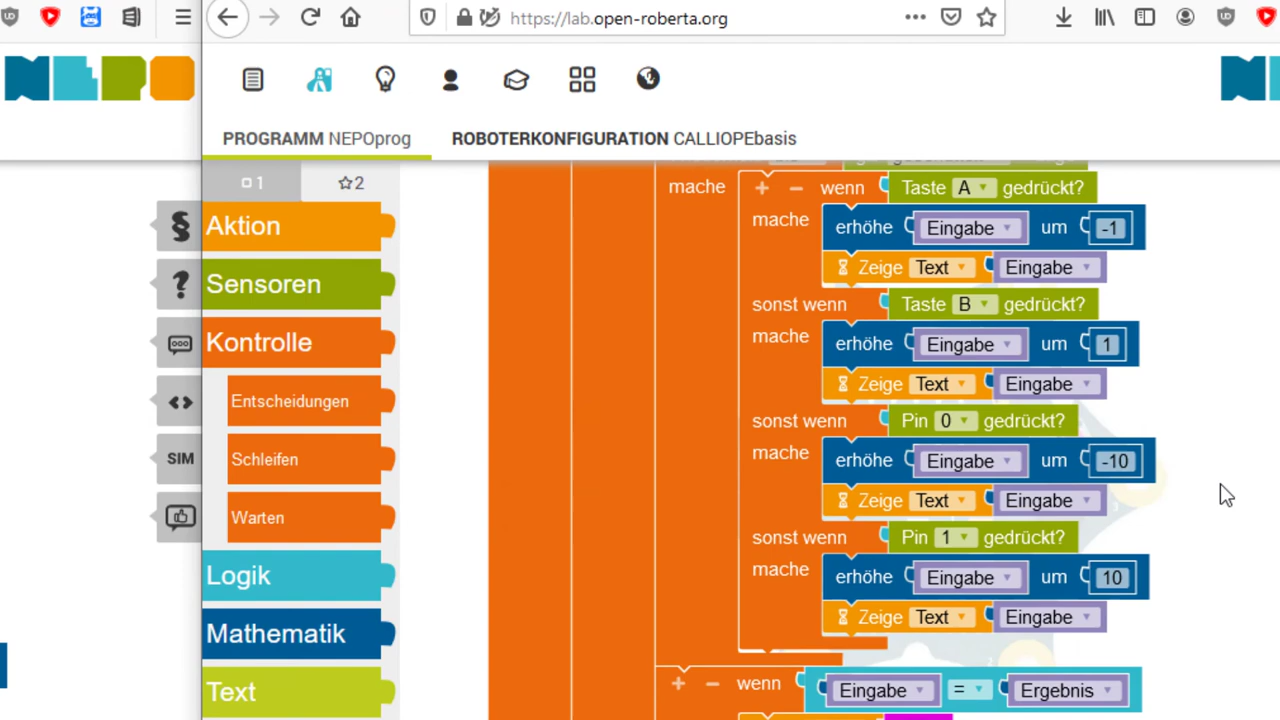 https://lab.open-roberta.org
PROGRAMM NEPOprog
ROBOTERKONFIGURATION CALLIOPEbasis
1
2
Aktion
Sensoren
Kontrolle
Entscheidungen
Schleifen
Warten
Logik
Mathematik
Text
SIM
mache
wenn Taste A gedrückt?
mache erhöhe Eingabe um -1
Zeige Text Eingabe
sonst wenn Taste B gedrückt?
mache erhöhe Eingabe um 1
Zeige Text Eingabe
sonst wenn Pin 0 gedrückt?
mache erhöhe Eingabe um -10
Zeige Text Eingabe
sonst wenn Pin 1 gedrückt?
mache erhöhe Eingabe um 10
Zeige Text Eingabe
wenn Eingabe = Ergebnis